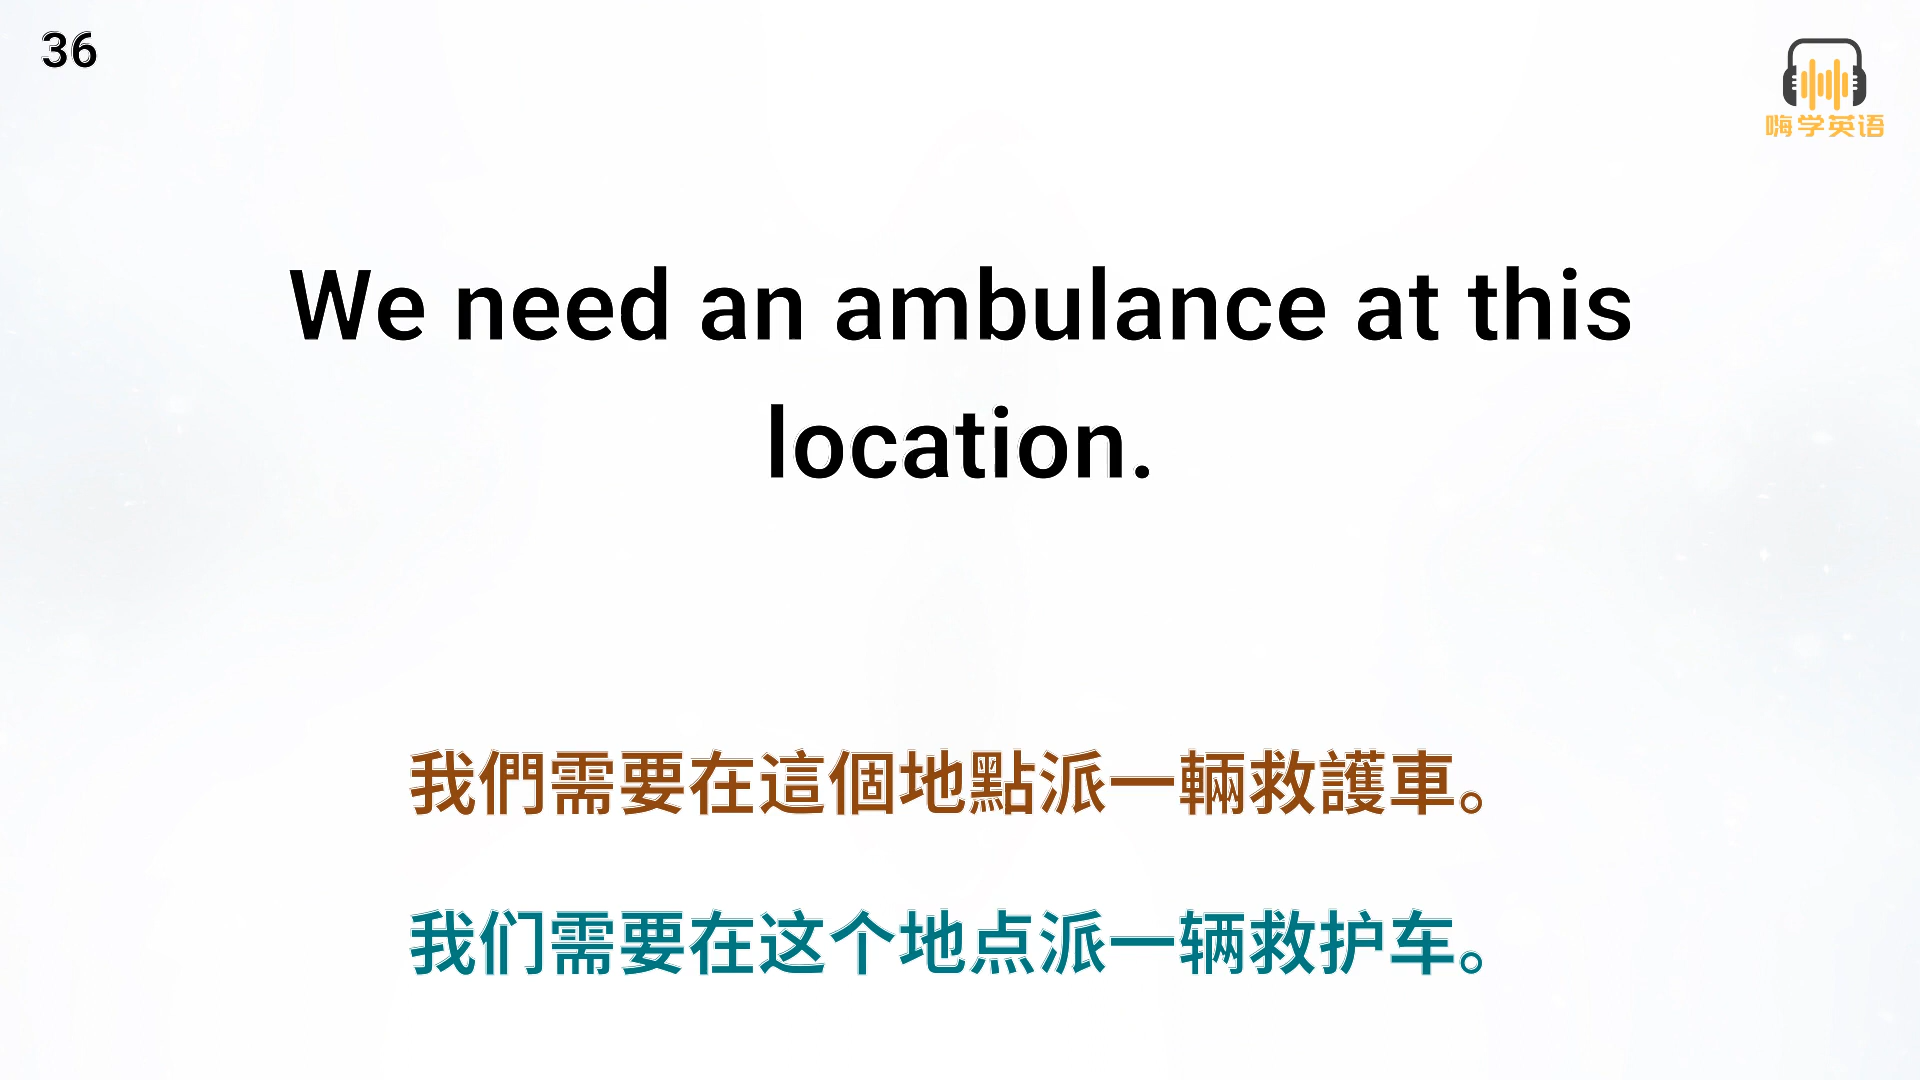 36
嗨学英语
We need an ambulance at this
location.
我們需要在這個地點派一輛救護車。
我们需要在这个地点派一辆救护车。